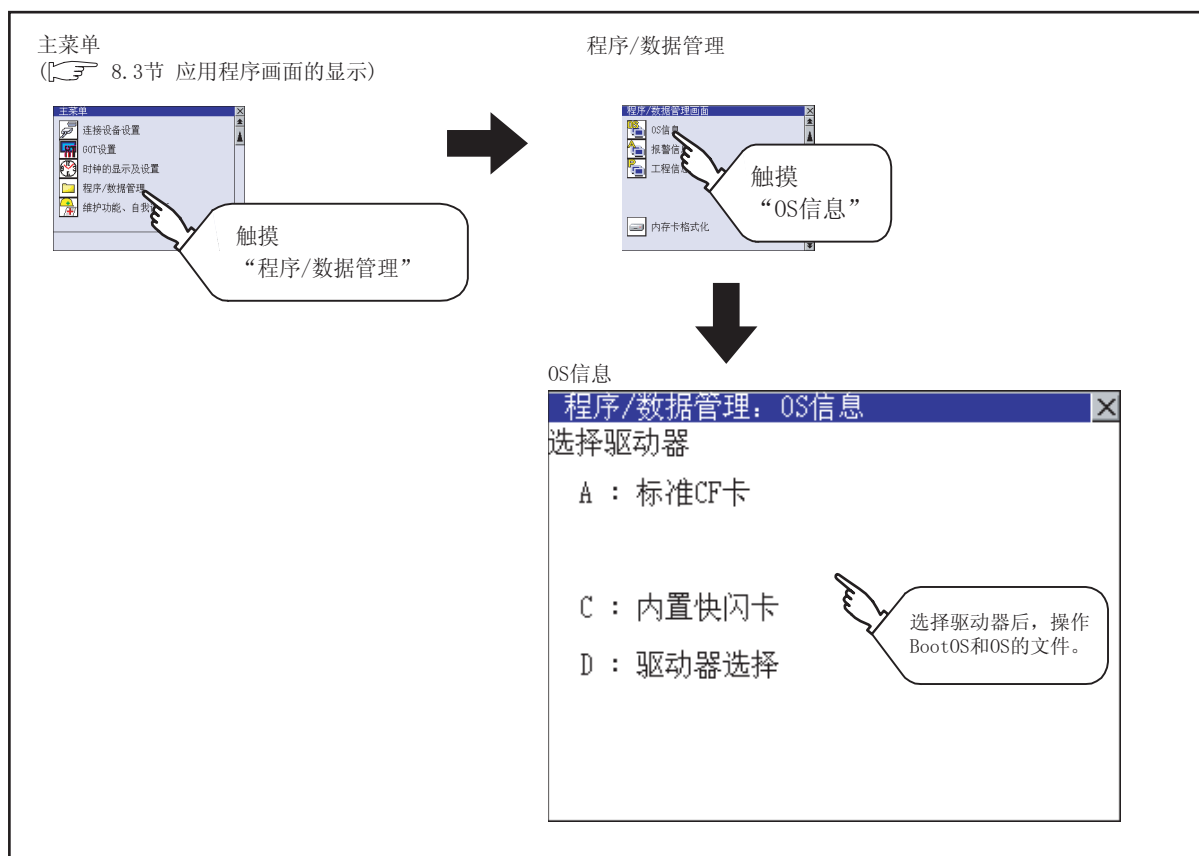 主菜单
(8.3节 应用程序画面的显示)
主菜单
连接设备设置
GOT设置
时钟的显示及设置
程序/数据管理
维护功能、自我
触摸
“程序/数据管理”
程序/数据管理
程序/数据管理画面
OS信息
报警信
工程信
内存卡格式化
触摸
“OS信息”
OS信息
程序/数据管理: OS信息
选择驱动器
A : 标准CF卡
C : 内置快闪卡
D : 驱动器选择
选择驱动器后，操作
BootOS和OS的文件。